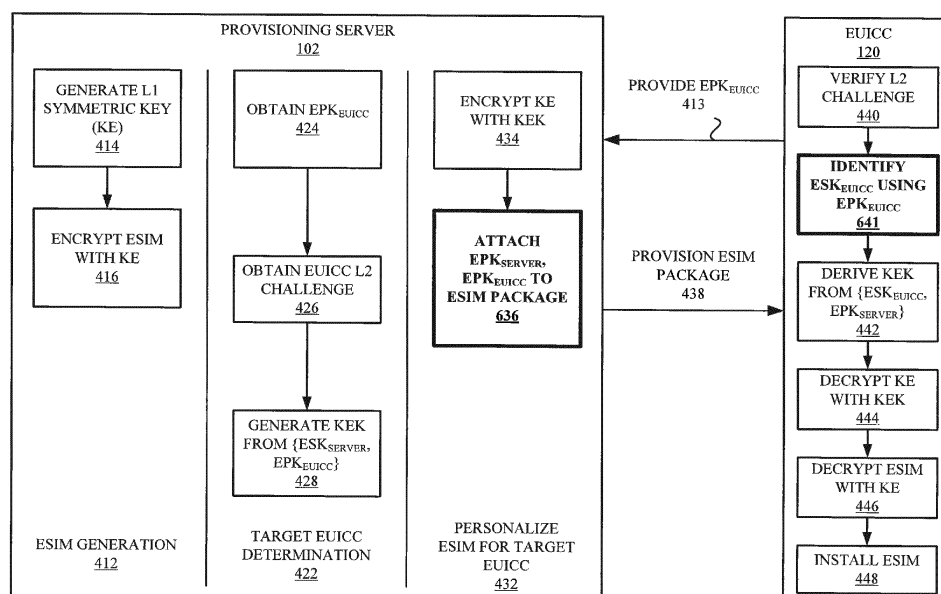 PROVISIONING SERVER
102
GENERATE L1
SYMMETRIC KEY
(KE)
414
ENCRYPT ESIM
WITH KE
416
ESIM GENERATION
412
OBTAIN EPKEUICC
424
OBTAIN EUICC L2
CHALLENGE
426
GENERATE KEK
FROM {ESKSERVER,
EPKEUICC}
428
TARGET EUICC
DETERMINATION
422
ENCRYPT KE
WITH KEK
434
ATTACH
EPKSERVER,
EPKEUICC TO
ESIM PACKAGE
636
PERSONALIZE
ESIM FOR TARGET
EUICC
432
PROVIDE EPKEUICC
413
PROVISION ESIM
PACKAGE
438
EUICC
120
VERIFY L2
CHALLENGE
440
IDENTIFY
ESKEUICC USING
EPKEUICC
641
DERIVE KEK
FROM {ESKEUICC,
EPKSERVER}
442
DECRYPT KE
WITH KEK
444
DECRYPT ESIM
WITH KE
446
INSTALL ESIM
448